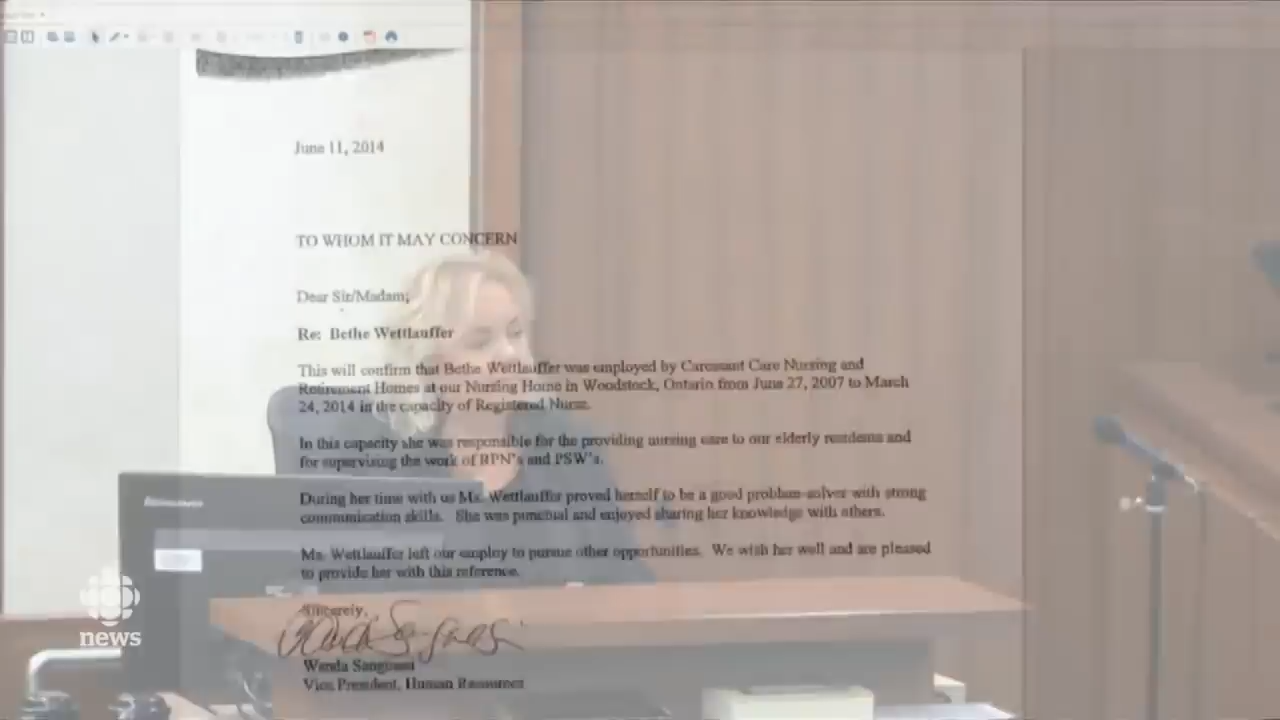 June 11, 2014
TO WHOM IT MAY CONCERN
Dear Sir/Madam;
Re: Bethe Wettlauffer
This will confirm that Bethe Wettlauffer was employed by Caressant Care Nursing and
Retirement Homes at our Nursing Home in Woodstock, Ontario from June 27, 2007 to March
24, 2014 in the capacity of Registered Nurse.
In this capacity she was responsible for the providing nursing care to our elderly residents and
for supervising the work of RPN's and PSW's.
During her time with us Ms. Wettlauffer proved herself to be a good problem-solver with strong
communication skills. She was punctual and enjoyed sharing her knowledge with others.
Ms. Wettlauffer left our employ to pursue other opportunities. We wish her well and are pleased
to provide her with this reference.
Sincerely,
Wanda Sanginesi
Vice President, Human Resources
news